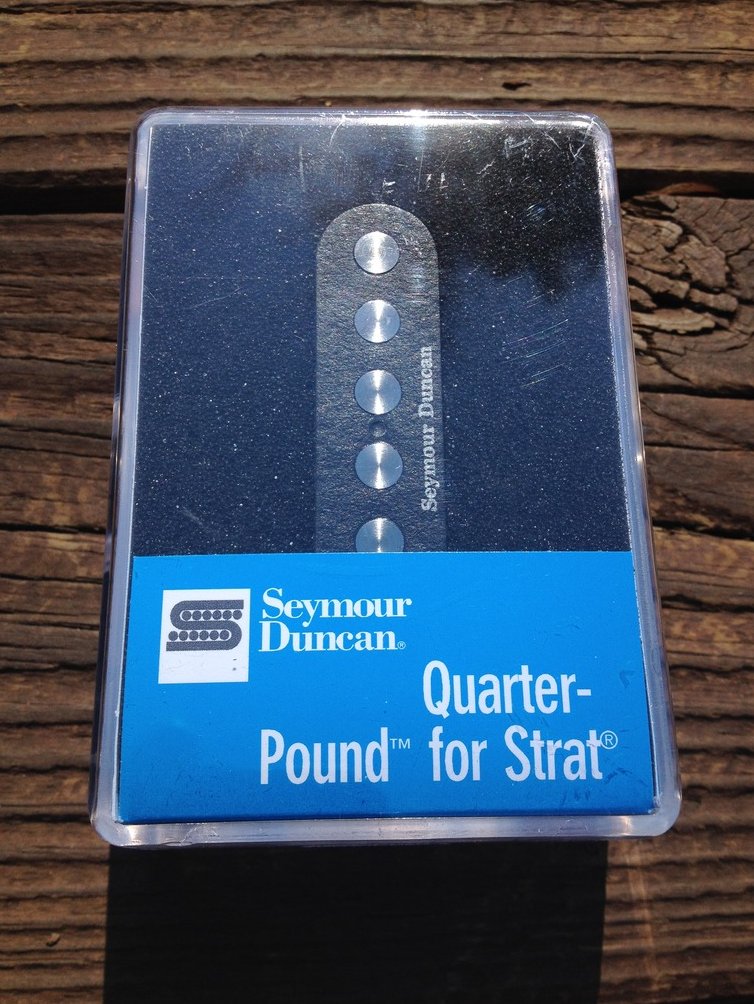 Seymour Duncan
Seymour
Duncan®
Quarter-
Pound™ for Strat®